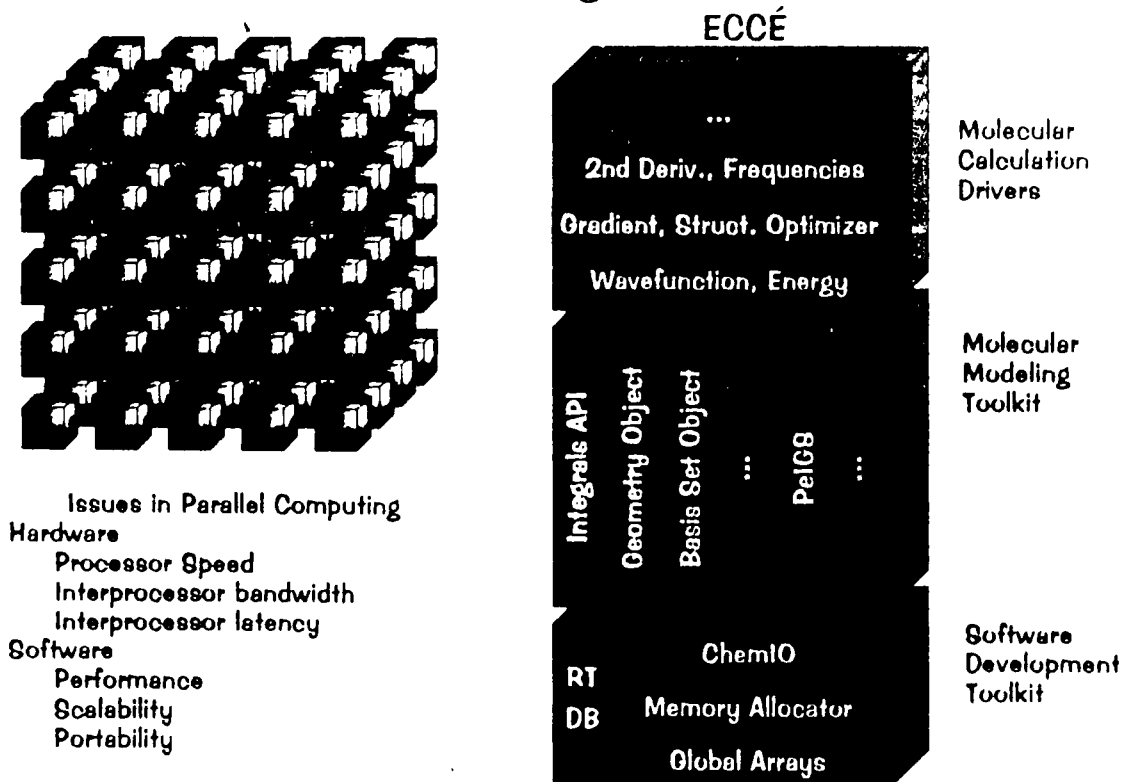 ECCÉ
...
2nd Deriv., Frequencies
Gradient, Struct. Optimizer
Wavefunction, Energy
Molecular
Calculation
Drivers
Integrals API
Geometry Object
Basis Set Object
...
PeIGS
...
Molecular
Modeling
Toolkit
RT
DB
ChemIO
Memory Allocator
Global Arrays
Software
Development
Toolkit
Issues in Parallel Computing
Hardware
Processor Speed
Interprocessor bandwidth
Interprocessor latency
Software
Performance
Scalability
Portability